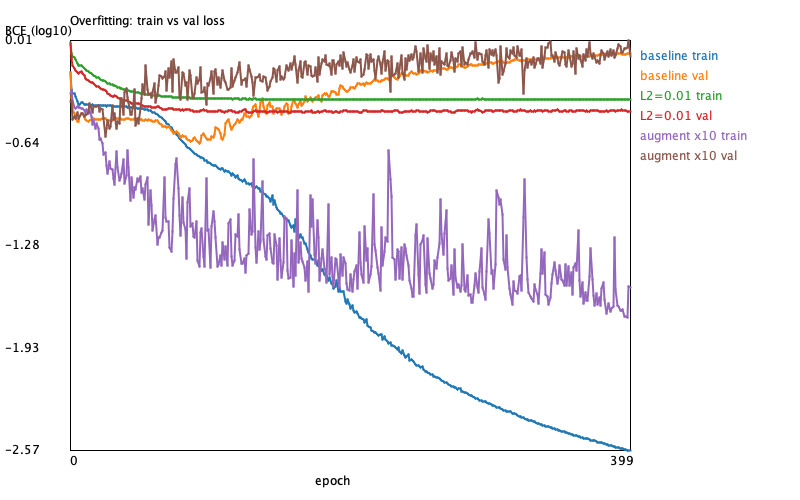 Overfitting: train vs val loss
BCE (log10)
0.01
−0.64
−1.28
−1.93
−2.57
0
399
epoch
baseline train
baseline val
L2=0.01 train
L2=0.01 val
augment x10 train
augment x10 val